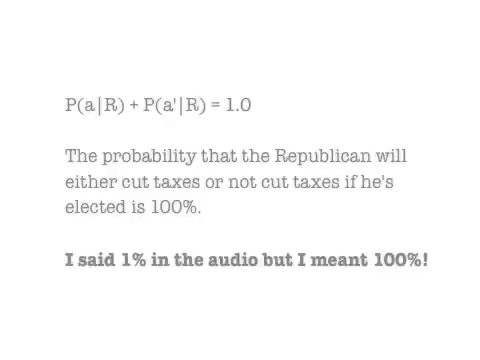 P(a|R) + P(a'|R) = 1.0
The probability that the Republican will
either cut taxes or not cut taxes if he's
elected is 100%.
I said 1% in the audio but I meant 100%!